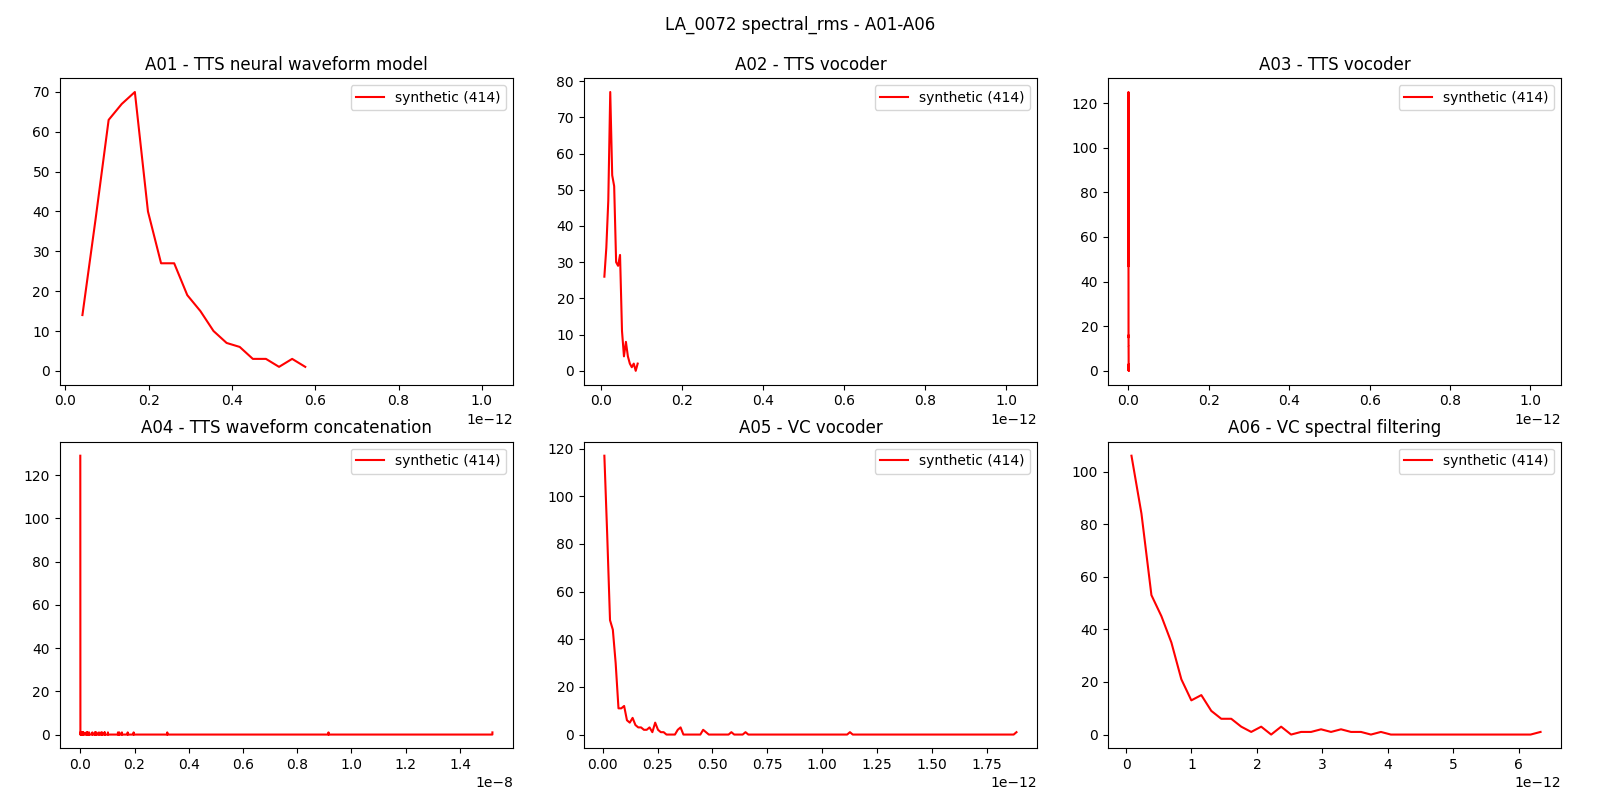 LA_0072 spectral_rms - A01-A06
A01 - TTS neural waveform model
synthetic (414)
70
60
50
40
30
20
10
0
0.0 0.2 0.4 0.6 0.8 1.0
1e−12
A02 - TTS vocoder
synthetic (414)
80
70
60
50
40
30
20
10
0
0.0 0.2 0.4 0.6 0.8 1.0
1e−12
A03 - TTS vocoder
synthetic (414)
120
100
80
60
40
20
0
0.0 0.2 0.4 0.6 0.8 1.0
1e−12
A04 - TTS waveform concatenation
synthetic (414)
120
100
80
60
40
20
0
0.0 0.2 0.4 0.6 0.8 1.0 1.2 1.4
1e−8
A05 - VC vocoder
synthetic (414)
120
100
80
60
40
20
0
0.00 0.25 0.50 0.75 1.00 1.25 1.50 1.75
1e−12
A06 - VC spectral filtering
synthetic (414)
100
80
60
40
20
0
0 1 2 3 4 5 6
1e−12